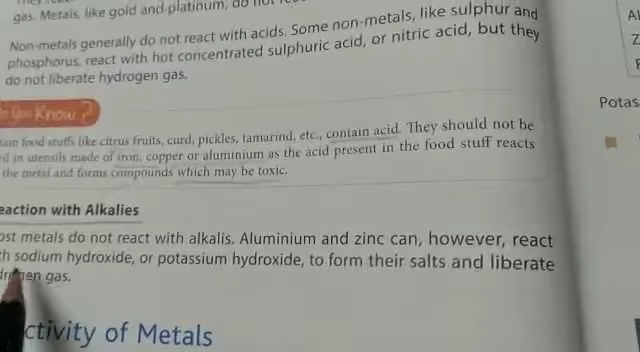 gas. Metals, like gold and platinum, do not
Non-metals generally do not react with acids. Some non-metals, like sulphur and
phosphorus, react with hot concentrated sulphuric acid, or nitric acid, but they
do not liberate hydrogen gas.
You Know?
food stuffs like citrus fruits, curd, pickles, tamarind, etc., contain acid. They should not be
in utensils made of iron, copper or aluminium as the acid present in the food stuff reacts
the metal and forms compounds which may be toxic.
eaction with Alkalies
ost metals do not react with alkalis. Aluminium and zinc can, however, react
th sodium hydroxide, or potassium hydroxide, to form their salts and liberate
gas.
ctivity of Metals
Al
Z
Potas